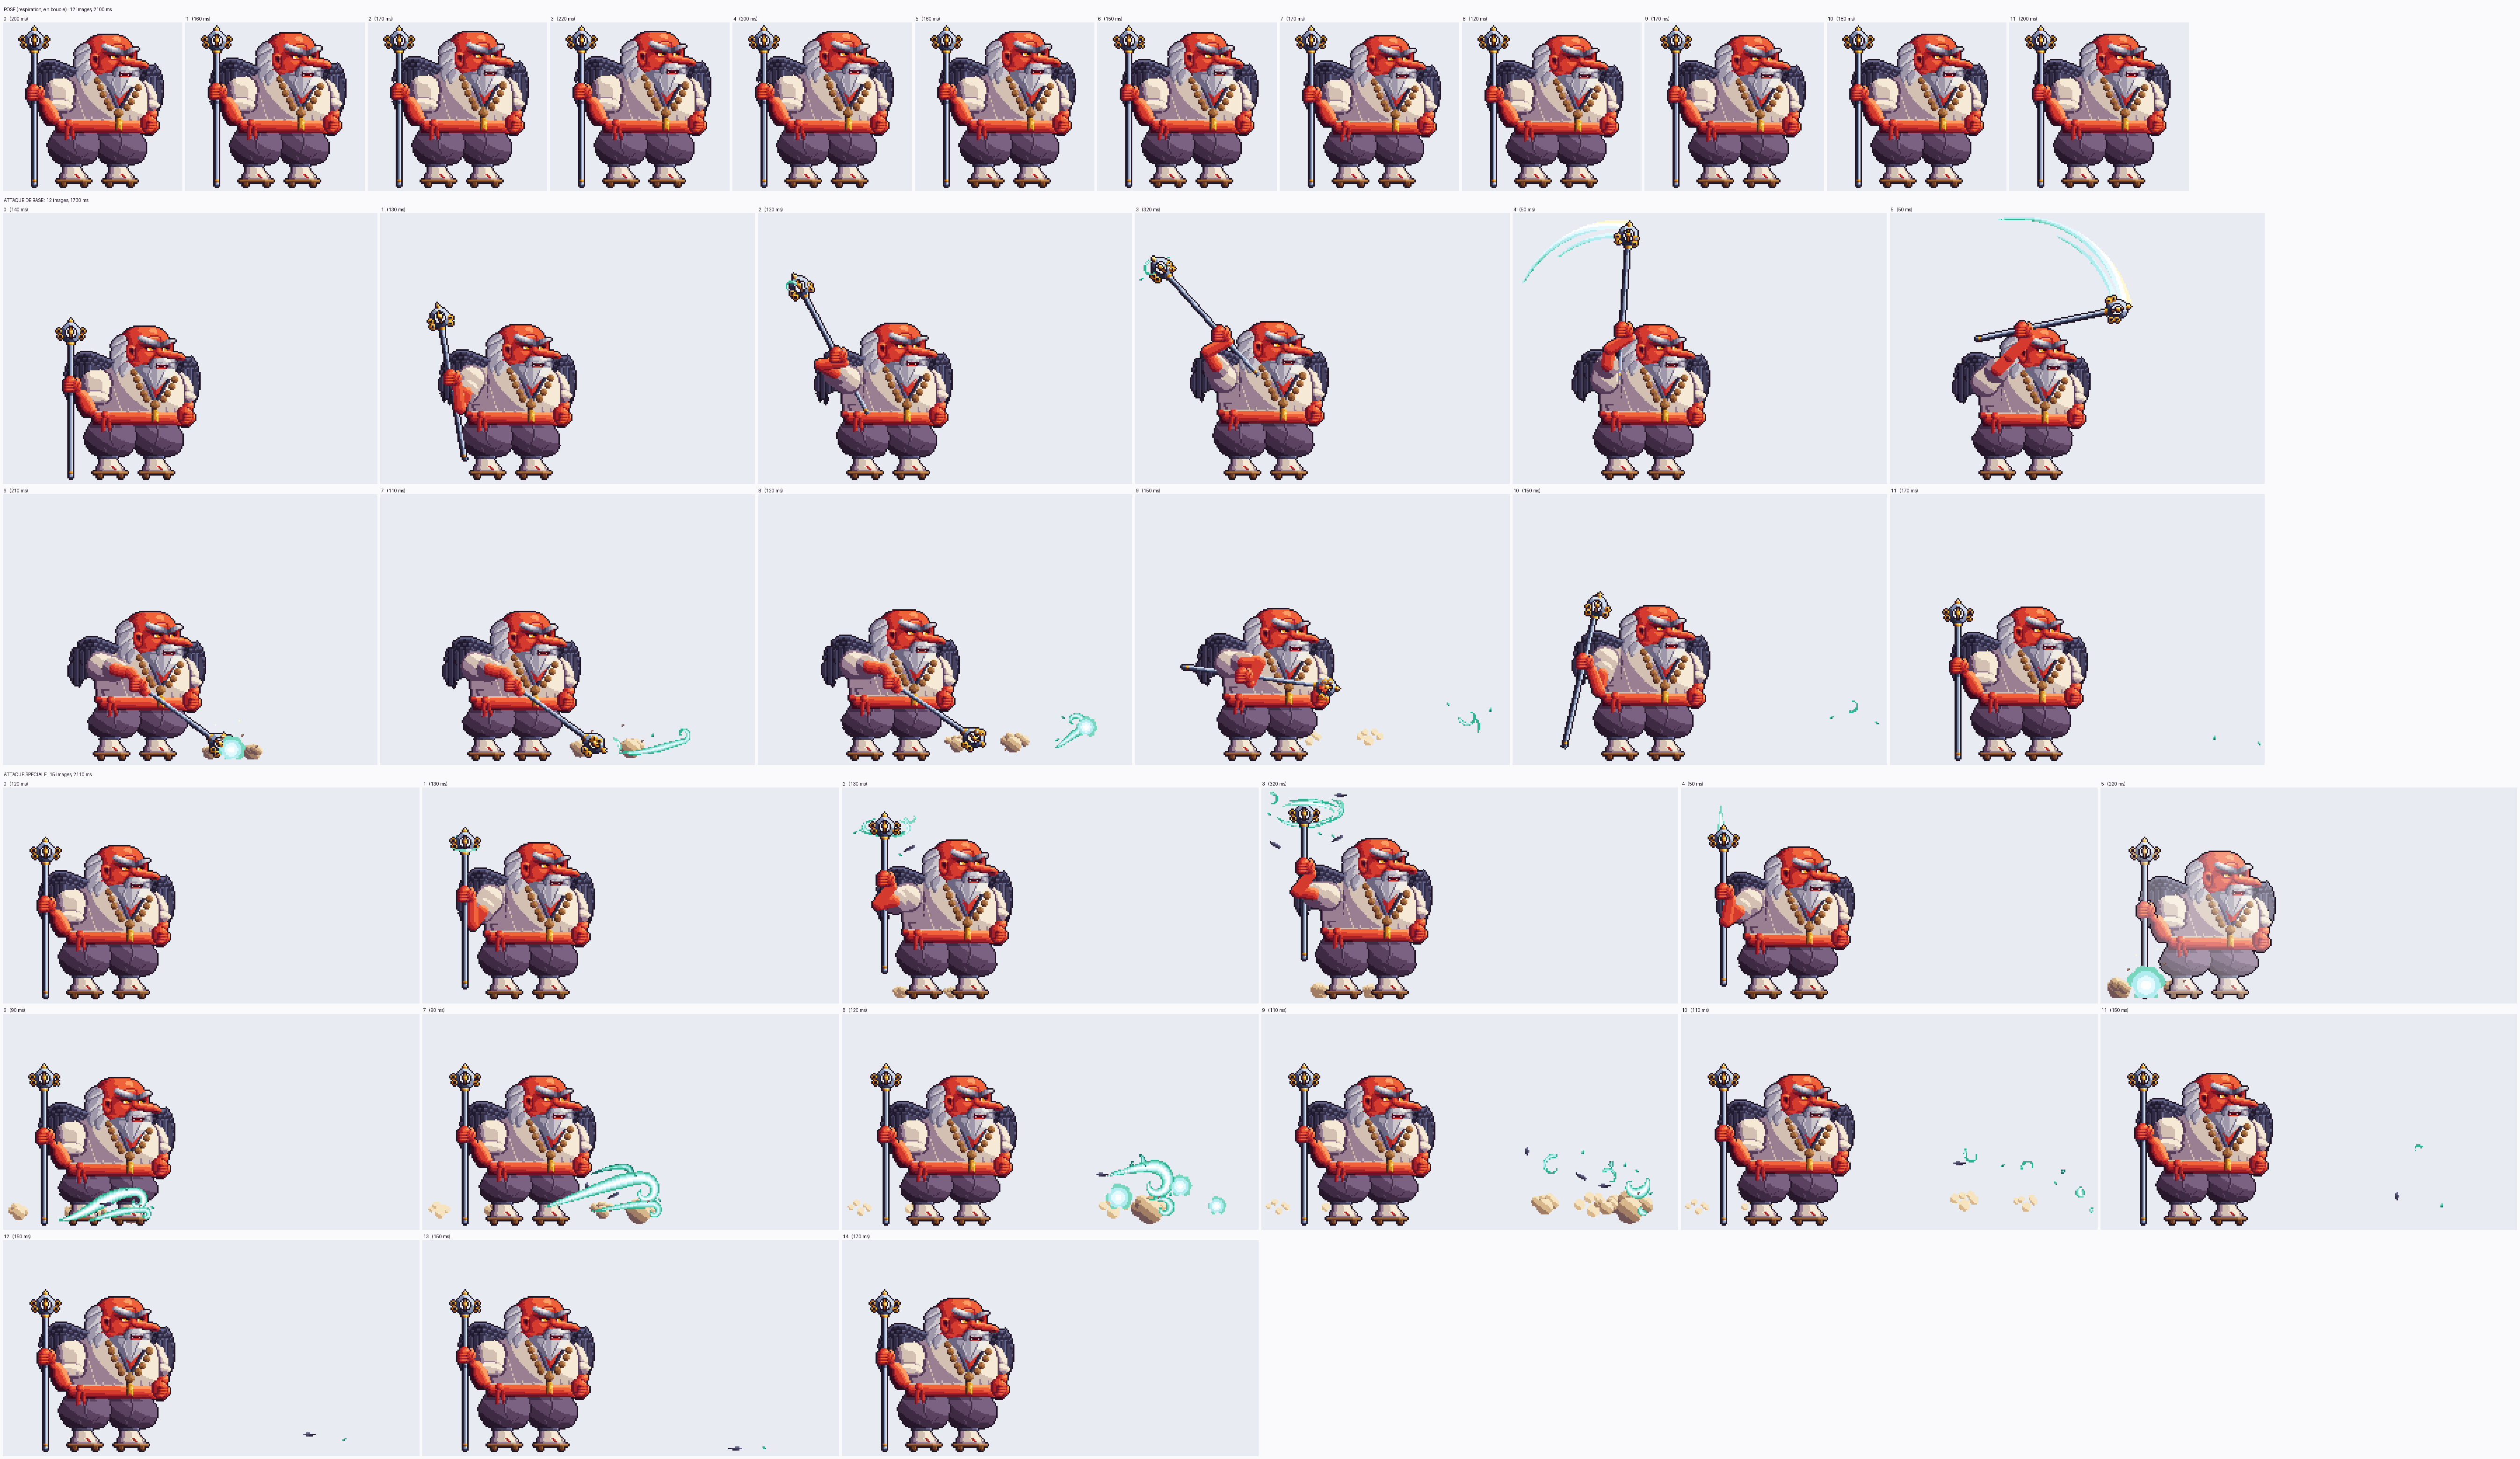 POSE (respiration, en boucle) : 12 images, 2100 ms
0 (200 ms) 1 (160 ms) 2 (170 ms) 3 (220 ms) 4 (200 ms) 5 (160 ms) 6 (150 ms) 7 (170 ms) 8 (120 ms) 9 (170 ms) 10 (180 ms) 11 (200 ms)
ATTAQUE DE BASE : 12 images, 1730 ms
0 (140 ms) 1 (130 ms) 2 (130 ms) 3 (320 ms) 4 (50 ms) 5 (50 ms)
6 (210 ms) 7 (110 ms) 8 (120 ms) 9 (150 ms) 10 (150 ms) 11 (170 ms)
ATTAQUE SPECIALE : 15 images, 2110 ms
0 (120 ms) 1 (130 ms) 2 (130 ms) 3 (320 ms) 4 (50 ms) 5 (220 ms)
6 (90 ms) 7 (90 ms) 8 (120 ms) 9 (110 ms) 10 (110 ms) 11 (150 ms)
12 (150 ms) 13 (150 ms) 14 (170 ms)